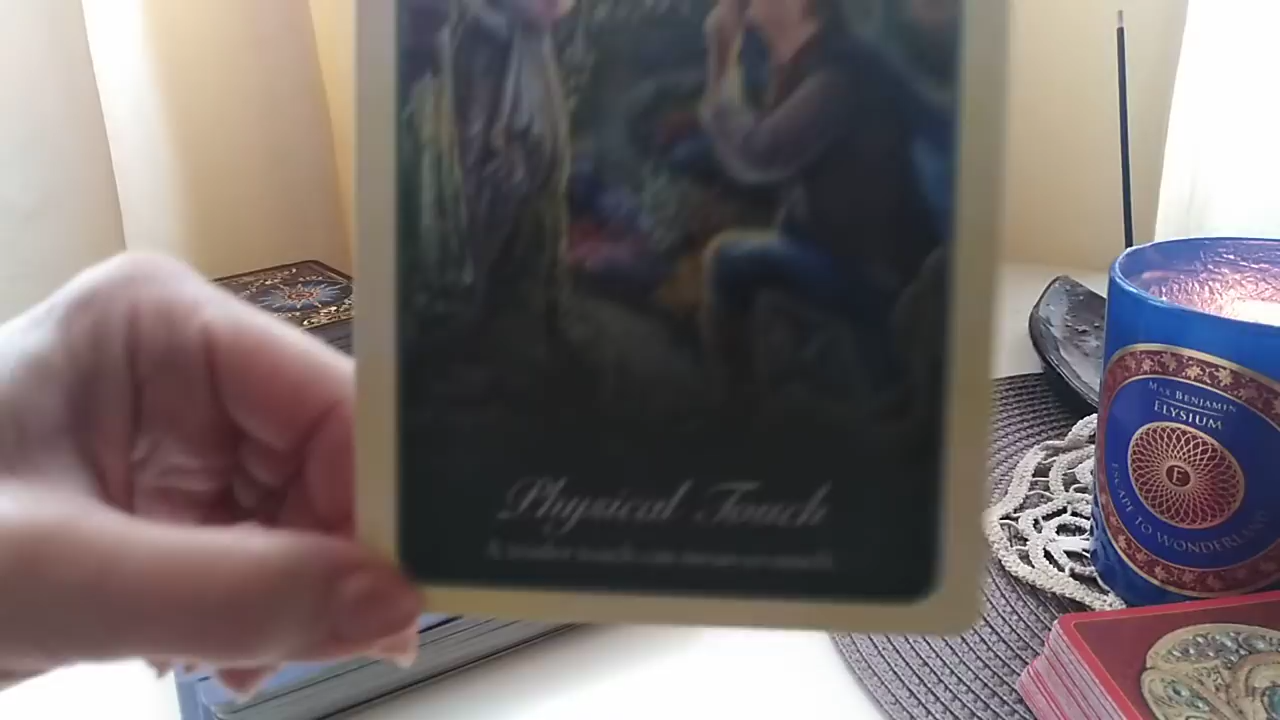 Physical Touch
MAX BENJAMIN
ELYSIUM
E
ESCAPE TO WONDERLAND